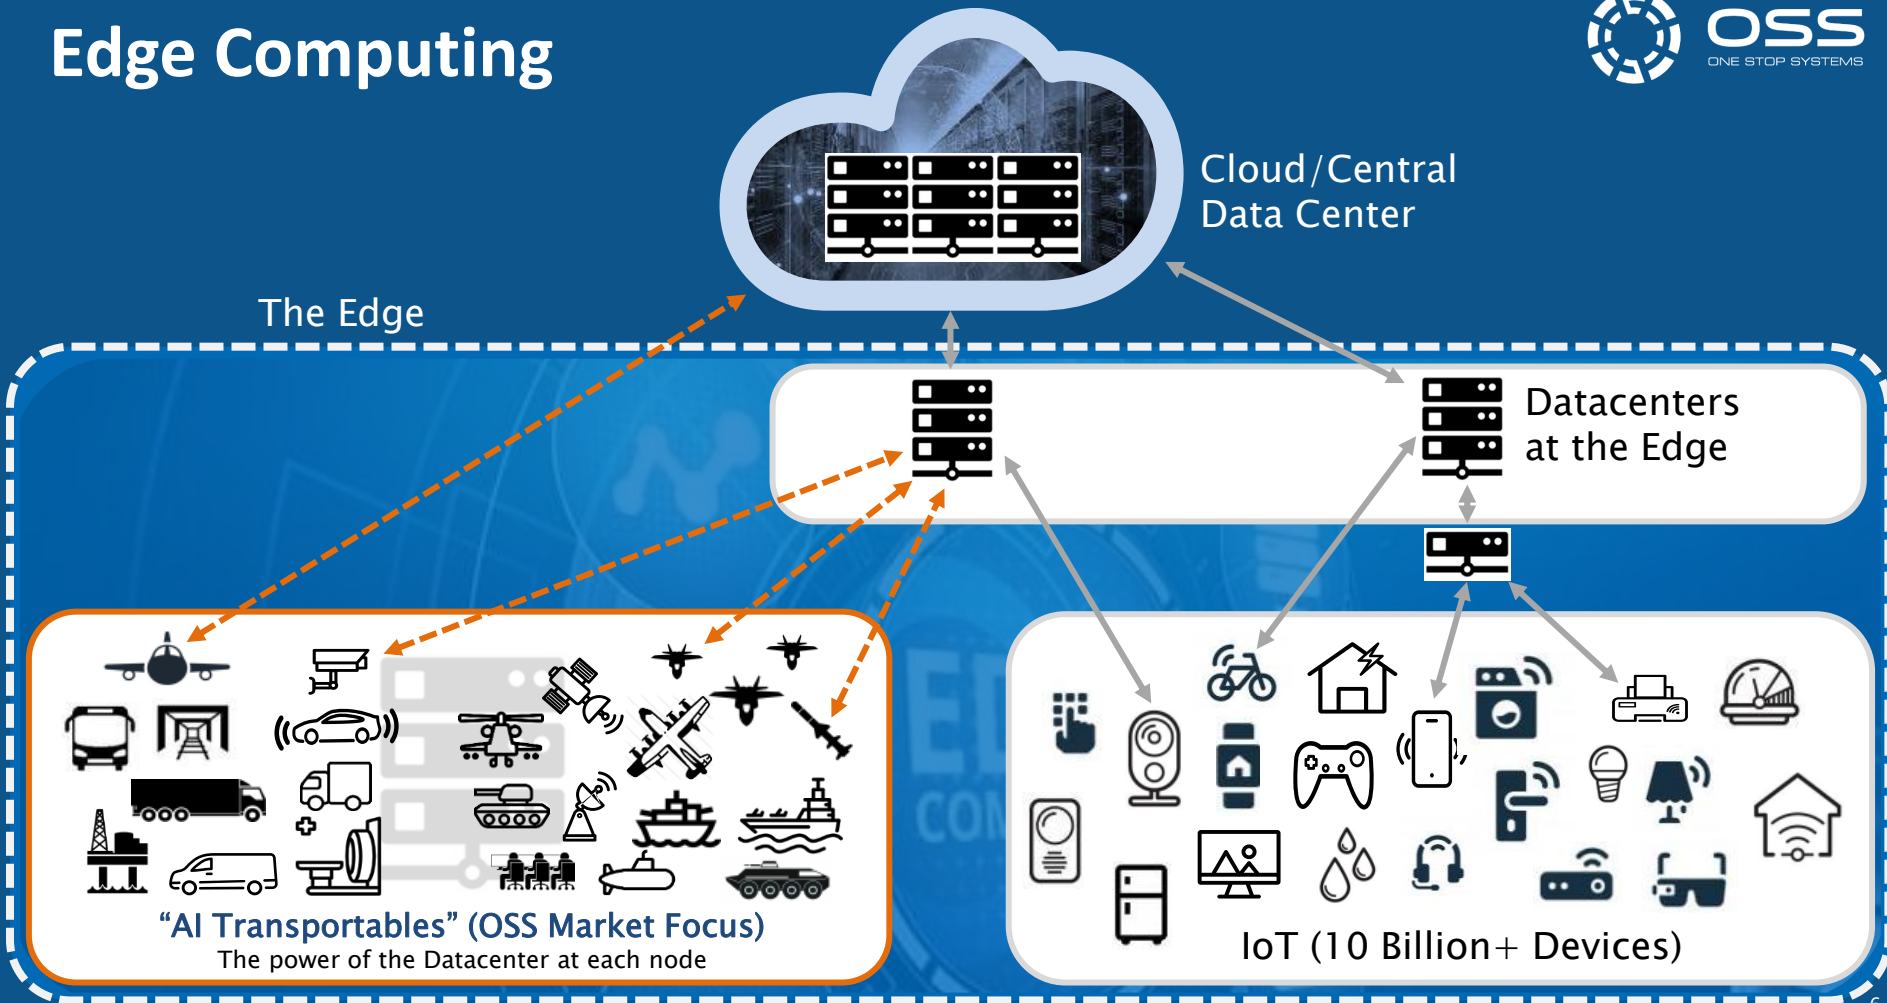 Edge Computing
OSS
ONE STOP SYSTEMS
Cloud/Central
Data Center
The Edge
Datacenters
at the Edge
"AI Transportables" (OSS Market Focus)
The power of the Datacenter at each node
IoT (10 Billion+ Devices)